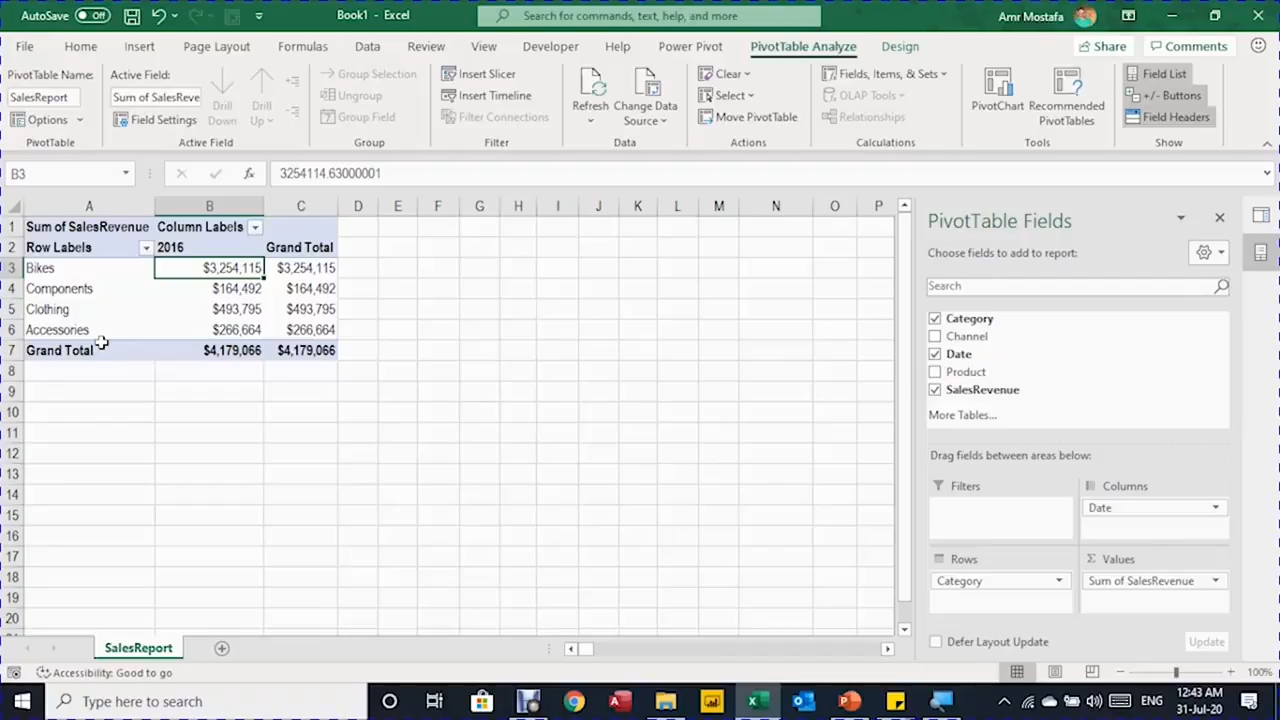 AutoSave Off Book1 - Excel Search for commands, text, help, and more Amr Mostafa
File Home Insert Page Layout Formulas Data Review View Developer Help Power Pivot PivotTable Analyze Design Share Comments
PivotTable Name: Active Field: Group Selection Insert Slicer Clear Fields, Items, & Sets Field List
SalesReport Sum of SalesReve Drill Down Drill Up Ungroup Insert Timeline Refresh Change Data Source Select OLAP Tools PivotChart Recommended PivotTables +/- Buttons
Options Field Settings Group Field Filter Connections Move PivotTable Relationships Field Headers
PivotTable Active Field Group Filter Data Actions Calculations Tools Show
B3 fx 3254114.63000001
A B C D E F G H I J K L M N O P
1 Sum of SalesRevenue Column Labels
2 Row Labels 2016 Grand Total
3 Bikes $3,254,115 $3,254,115
4 Components $164,492 $164,492
5 Clothing $493,795 $493,795
6 Accessories $266,664 $266,664
7 Grand Total $4,179,066 $4,179,066
8
9
10
11
12
13
14
15
16
17
18
19
20
PivotTable Fields
Choose fields to add to report:
Search
Category
Channel
Date
Product
SalesRevenue
More Tables...
Drag fields between areas below:
Filters Columns
Date
Rows Σ Values
Category Sum of SalesRevenue
Defer Layout Update Update
SalesReport
Accessibility: Good to go 100%
Type here to search ENG 12:43 AM
31-Jul-20